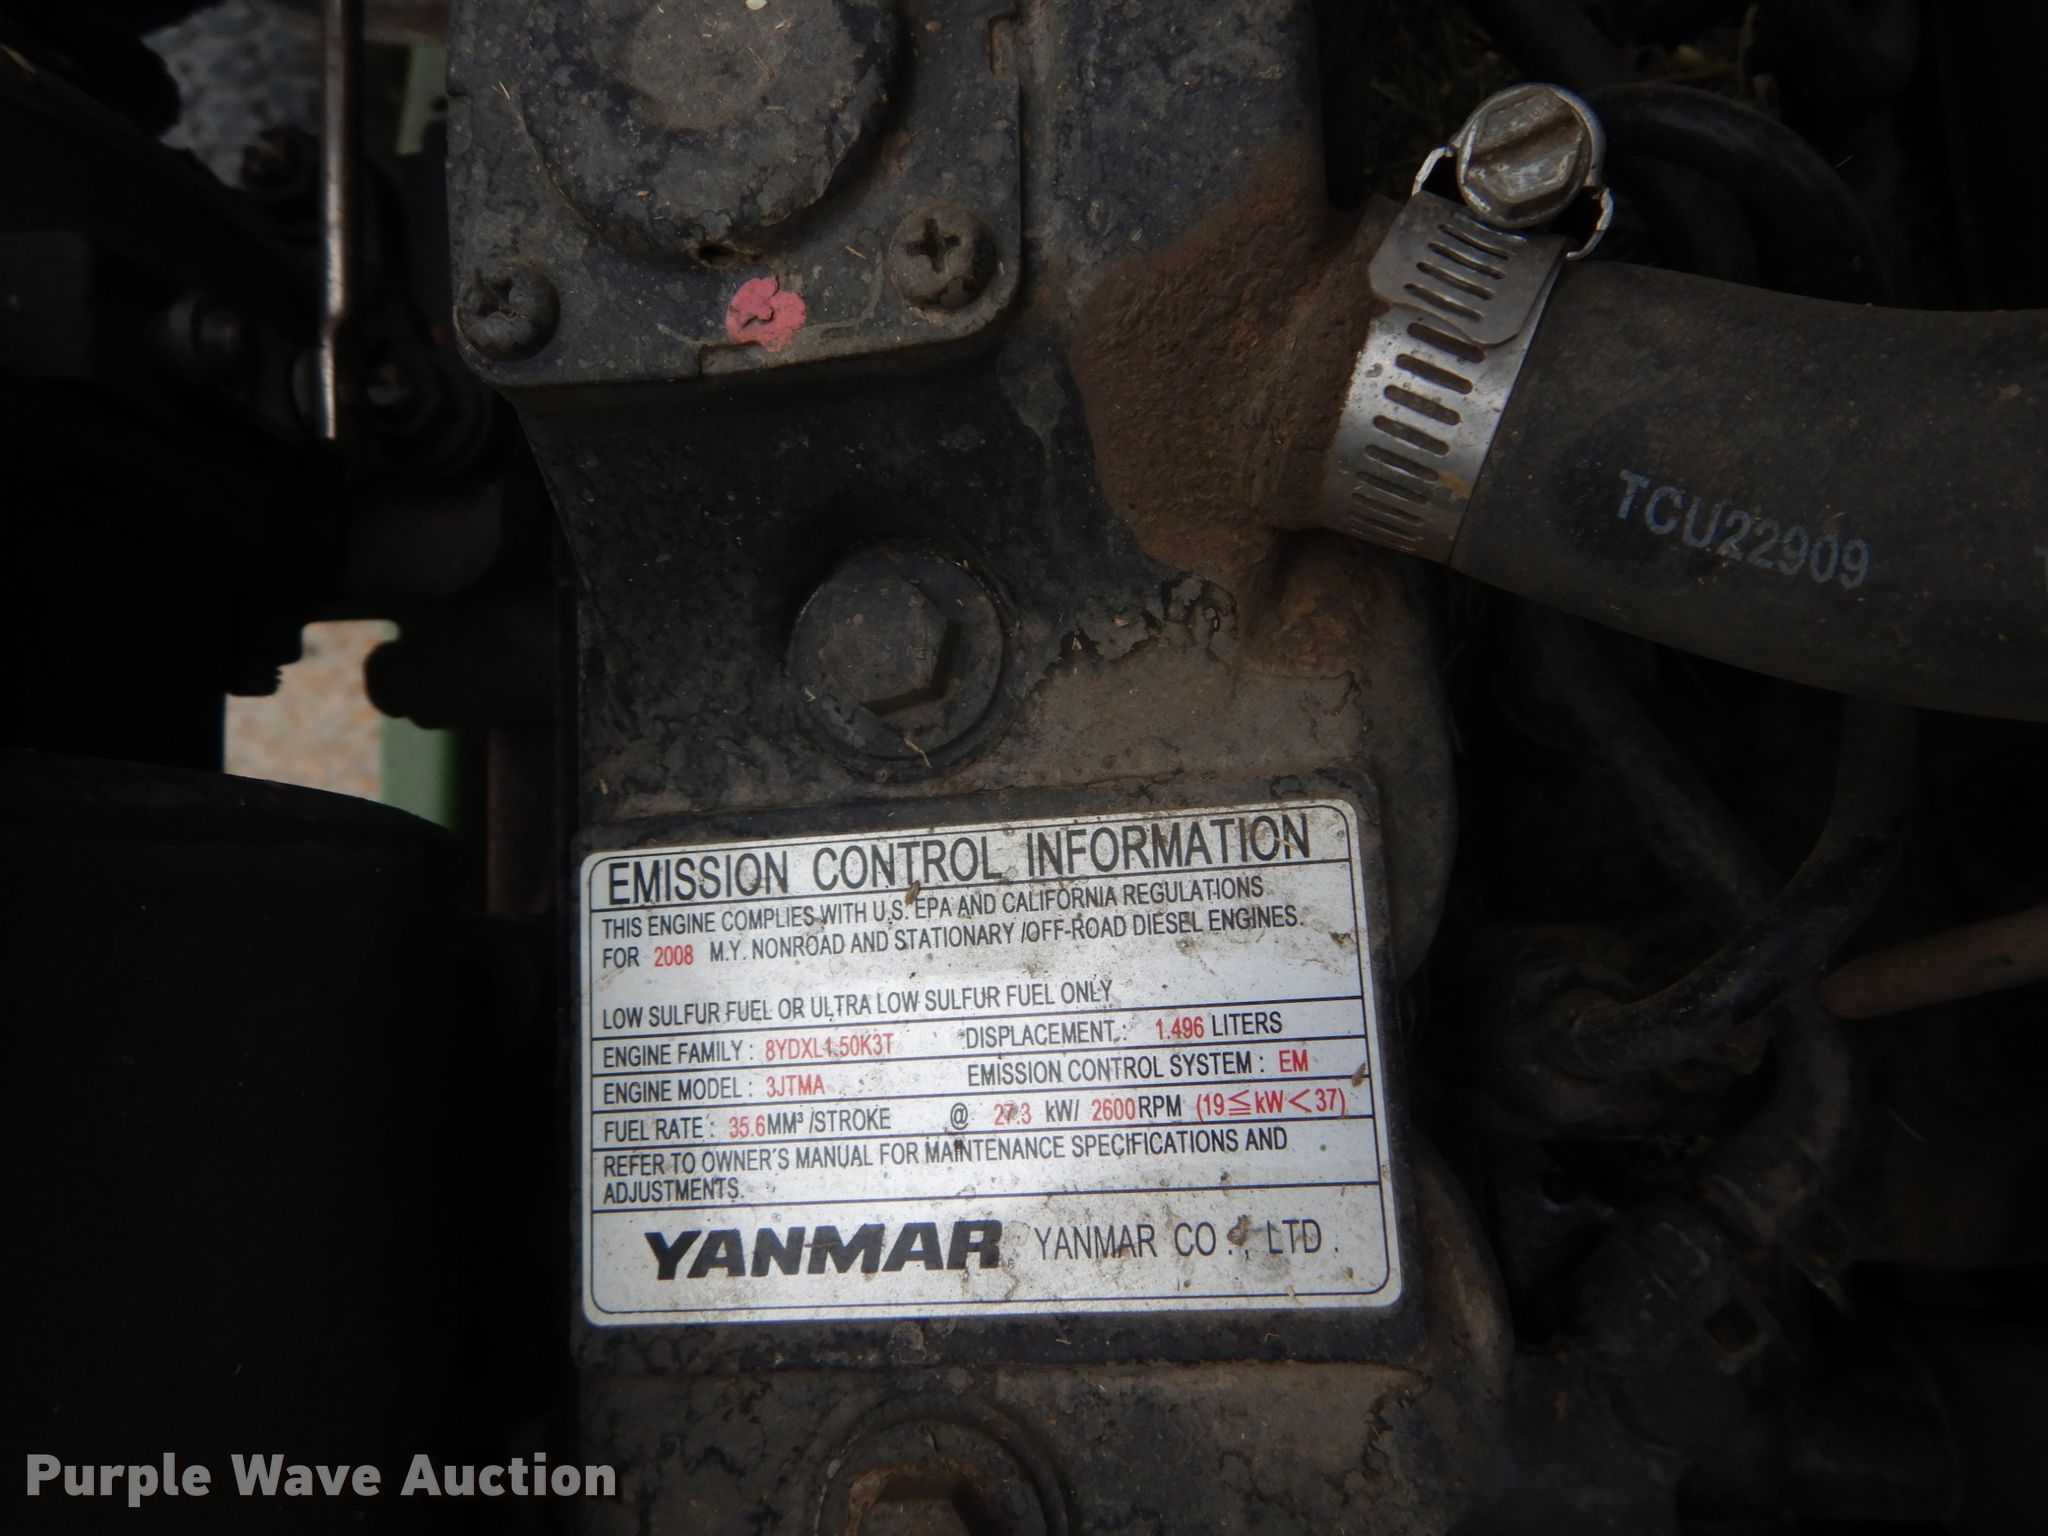 TCU22909
EMISSION CONTROL INFORMATION
THIS ENGINE COMPLIES WITH U.S. EPA AND CALIFORNIA REGULATIONS
FOR 2008 M.Y. NONROAD AND STATIONARY /OFF-ROAD DIESEL ENGINES.
LOW SULFUR FUEL OR ULTRA LOW SULFUR FUEL ONLY
ENGINE FAMILY : 8YDXL1.50K3T DISPLACEMENT : 1.496 LITERS
ENGINE MODEL : 3JTMA EMISSION CONTROL SYSTEM : EM
FUEL RATE : 35.6MM³ /STROKE @ 27.3 kW/ 2600RPM (19≦kW<37)
REFER TO OWNER'S MANUAL FOR MAINTENANCE SPECIFICATIONS AND
ADJUSTMENTS.
YANMAR YANMAR CO., LTD.
Purple Wave Auction